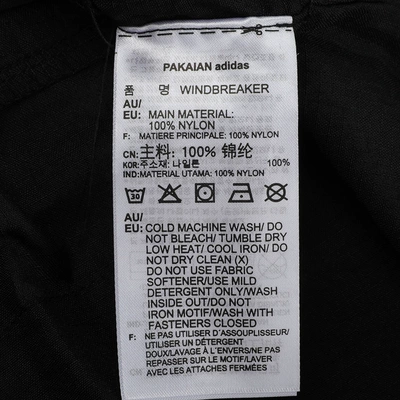 PAKAIAN adidas
품 명 WINDBREAKER
AU/
EU: MAIN MATERIAL:
100% NYLON
F: MATIERE PRINCIPALE: 100% NYLON
CN: 主料: 100% 锦纶
KOR: 주소재: 나일론 100%
IND: MATERIAL UTAMA: 100% NYLON
30
AU/
EU: COLD MACHINE WASH/ DO
NOT BLEACH/ TUMBLE DRY
LOW HEAT/ COOL IRON/ DO
NOT DRY CLEAN (X)
DO NOT USE FABRIC
SOFTENER/USE MILD
DETERGENT ONLY/WASH
INSIDE OUT/DO NOT
IRON MOTIF/WASH WITH
FASTENERS CLOSED
F: NE PAS UTILISER D'ASSOUPLISSEUR/
UTILISER UN DÉTERGENT
DOUX/LAVAGE À L'ENVERS/NE PAS
REPASSER LE MOTIF/LAVER
AVEC LES ATTACHES FERMÉES